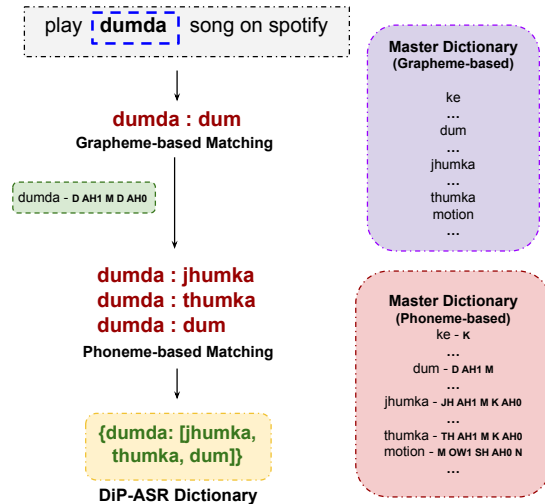 play dumda song on spotify
dumda : dum
Grapheme-based Matching
dumda - D AH1 M D AH0
dumda : jhumka
dumda : thumka
dumda : dum
Phoneme-based Matching
{dumda: [jhumka,
thumka, dum]}
DiP-ASR Dictionary
Master Dictionary
(Grapheme-based)
ke
...
dum
...
jhumka
...
thumka
motion
...
Master Dictionary
(Phoneme-based)
ke - K
...
dum - D AH1 M
...
jhumka - JH AH1 M K AH0
...
thumka - TH AH1 M K AH0
motion - M OW1 SH AH0 N
...